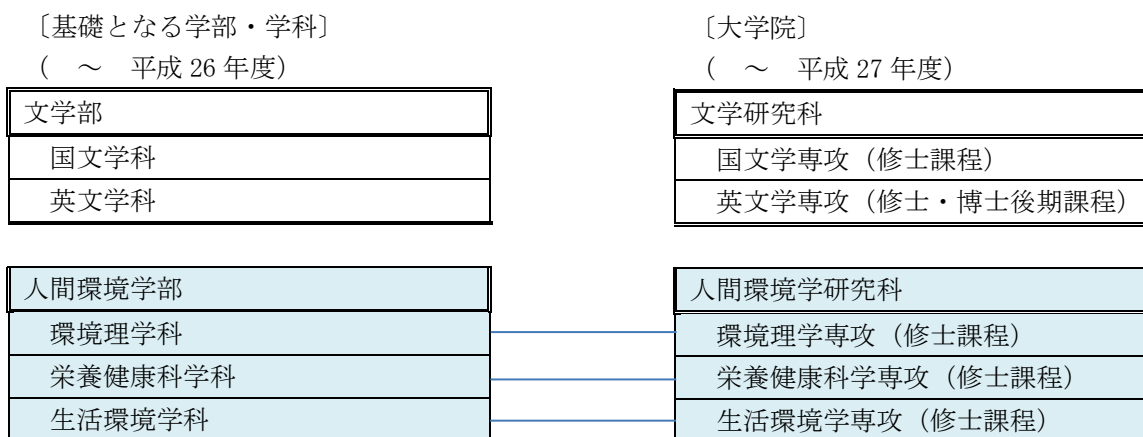 〔基礎となる学部・学科〕
( ～ 平成 26 年度)
文学部
国文学科
英文学科
人間環境学部
環境理学科
栄養健康科学科
生活環境学科
〔大学院〕
( ～ 平成 27 年度)
文学研究科
国文学専攻（修士課程）
英文学専攻（修士・博士後期課程）
人間環境学研究科
環境理学専攻（修士課程）
栄養健康科学専攻（修士課程）
生活環境学専攻（修士課程）